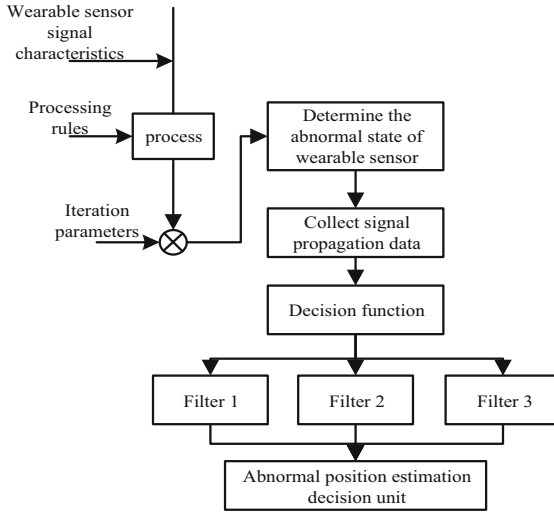 Wearable sensor
signal
characteristics
Processing
rules
process
Iteration
parameters
Determine the
abnormal state of
wearable sensor
Collect signal
propagation data
Decision function
Filter 1
Filter 2
Filter 3
Abnormal position estimation
decision unit